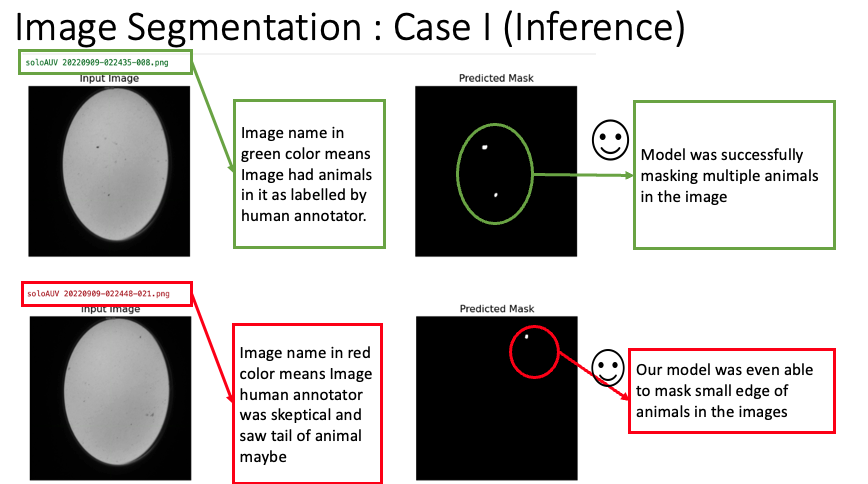 Image Segmentation : Case I (Inference)
soloAUV 20220909-022435-008.png
Input Image
Predicted Mask
Image name in
green color means
Image had animals
in it as labelled by
human annotator.
Model was successfully
masking multiple animals
in the image
soloAUV 20220909-022448-021.png
Input Image
Predicted Mask
Image name in red
color means Image
human annotator
was skeptical and
saw tail of animal
maybe
Our model was even able
to mask small edge of
animals in the images